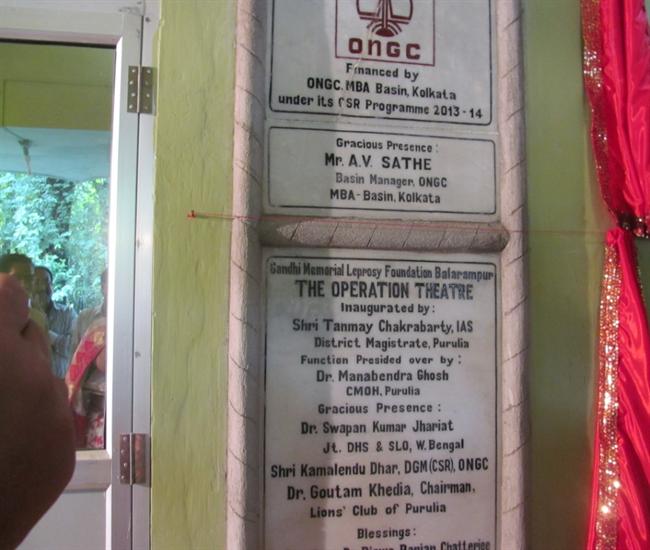 ONGC
Financed by
ONGC, MBA Basin, Kolkata
under its CSR Programme 2013-14
Gracious Presence :
Mr. A.V. SATHE
Basin Manager, ONGC
MBA-Basin, Kolkata
Gandhi Memorial Leprosy Foundation Balarampur
THE OPERATION THEATRE
Inaugurated by :
Shri Tanmay Chakrabarty, IAS
District Magistrate, Purulia
Function Presided over by :
Dr. Manabendra Ghosh
CMOH, Purulia
Gracious Presence :
Dr. Swapan Kumar Jhariat
Jt. DHS & SLO, W.Bengal
Shri Kamalendu Dhar, DGM (CSR), ONGC
Dr. Goutam Khedia, Chairman,
Lions' Club of Purulia
Blessings :
Ranjan Chatterjee